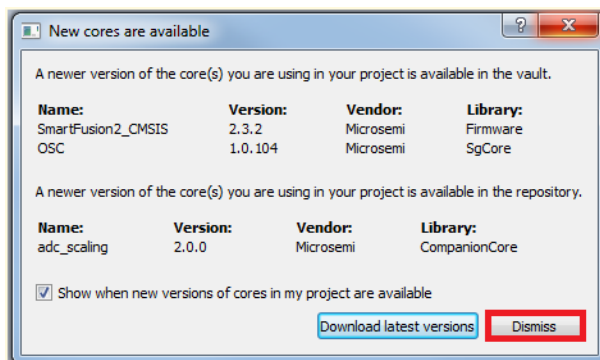 New cores are available
A newer version of the core(s) you are using in your project is available in the vault.
Name: Version: Vendor: Library:
SmartFusion2_CMSIS 2.3.2 Microsemi Firmware
OSC 1.0.104 Microsemi SgCore
A newer version of the core(s) you are using in your project is available in the repository.
Name: Version: Vendor: Library:
adc_scaling 2.0.0 Microsemi CompanionCore
Show when new versions of cores in my project are available
Download latest versions Dismiss